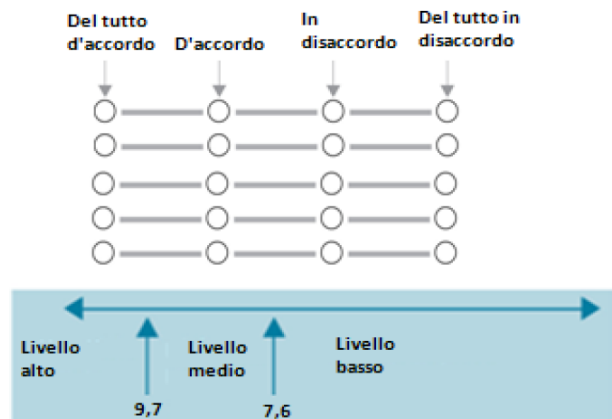 Del tutto
d'accordo
D'accordo
In
disaccordo
Del tutto in
disaccordo
Livello
alto
Livello
medio
Livello
basso
9,7
7,6